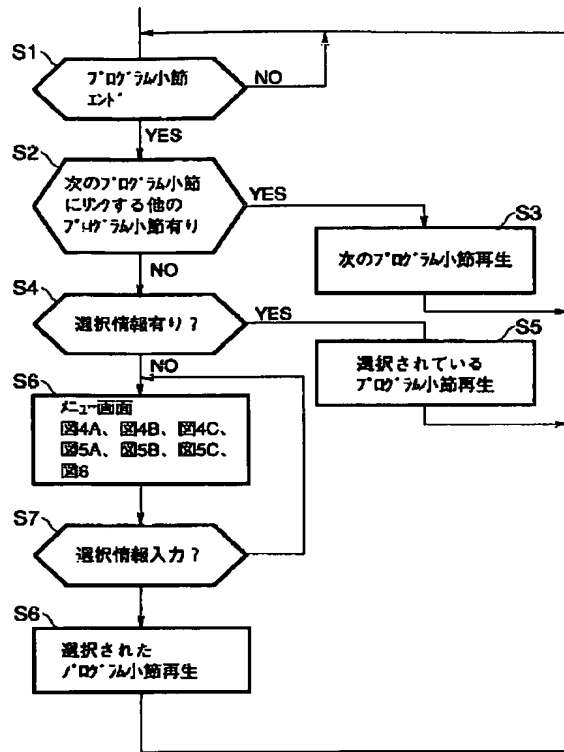 S1
プログラム小節
エンド
NO
YES
S2
次のプログラム小節
にリンクする他の
プログラム小節有り
YES
NO
S3
次のプログラム小節再生
S4
選択情報有り?
YES
NO
S5
選択されている
プログラム小節再生
S6
メニュー画面
図4A、図4B、図4C、
図5A、図5B、図5C、
図6
S7
選択情報入力?
S6
選択された
プログラム小節再生